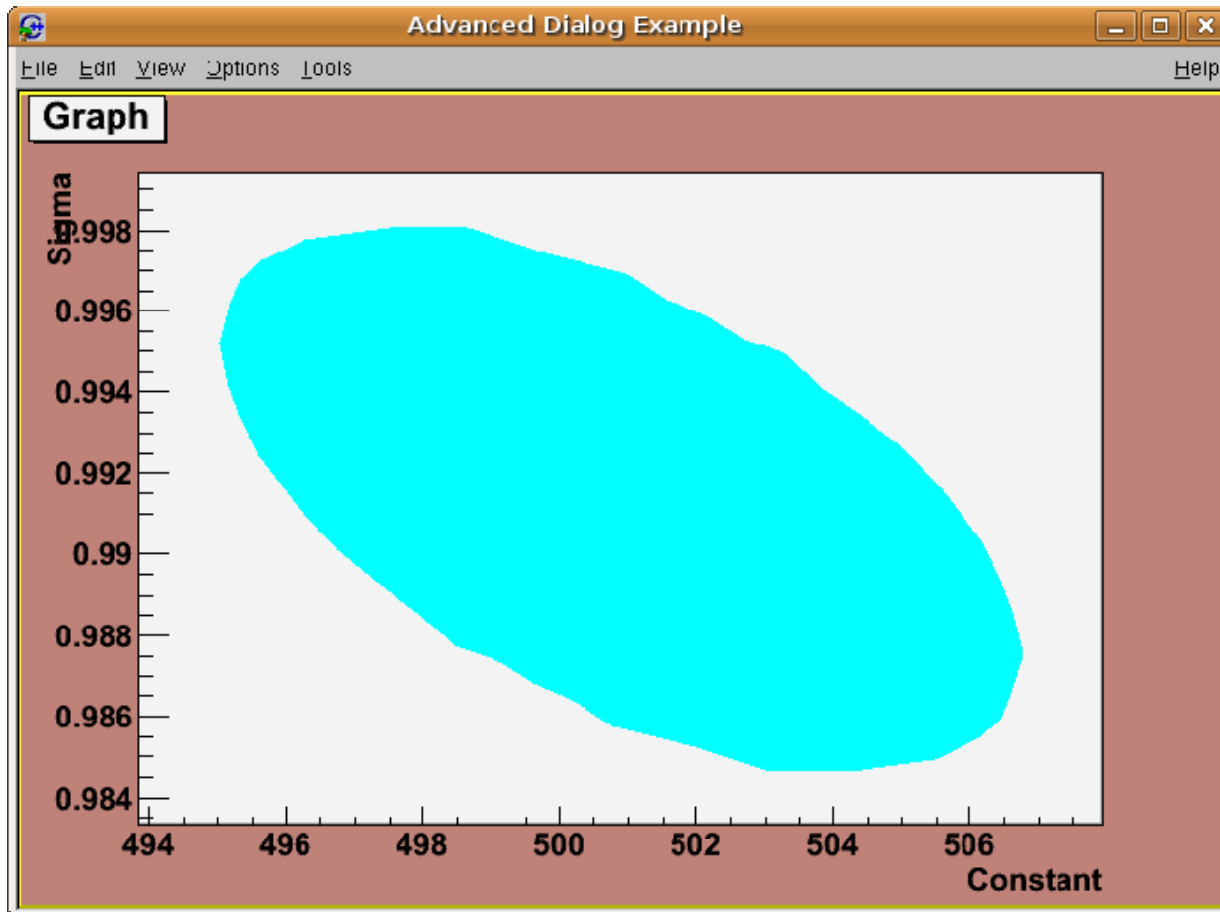 Advanced Dialog Example
File Edit View Options Tools Help
Graph
Sigma
0.998
0.996
0.994
0.992
0.99
0.988
0.986
0.984
494 496 498 500 502 504 506
Constant